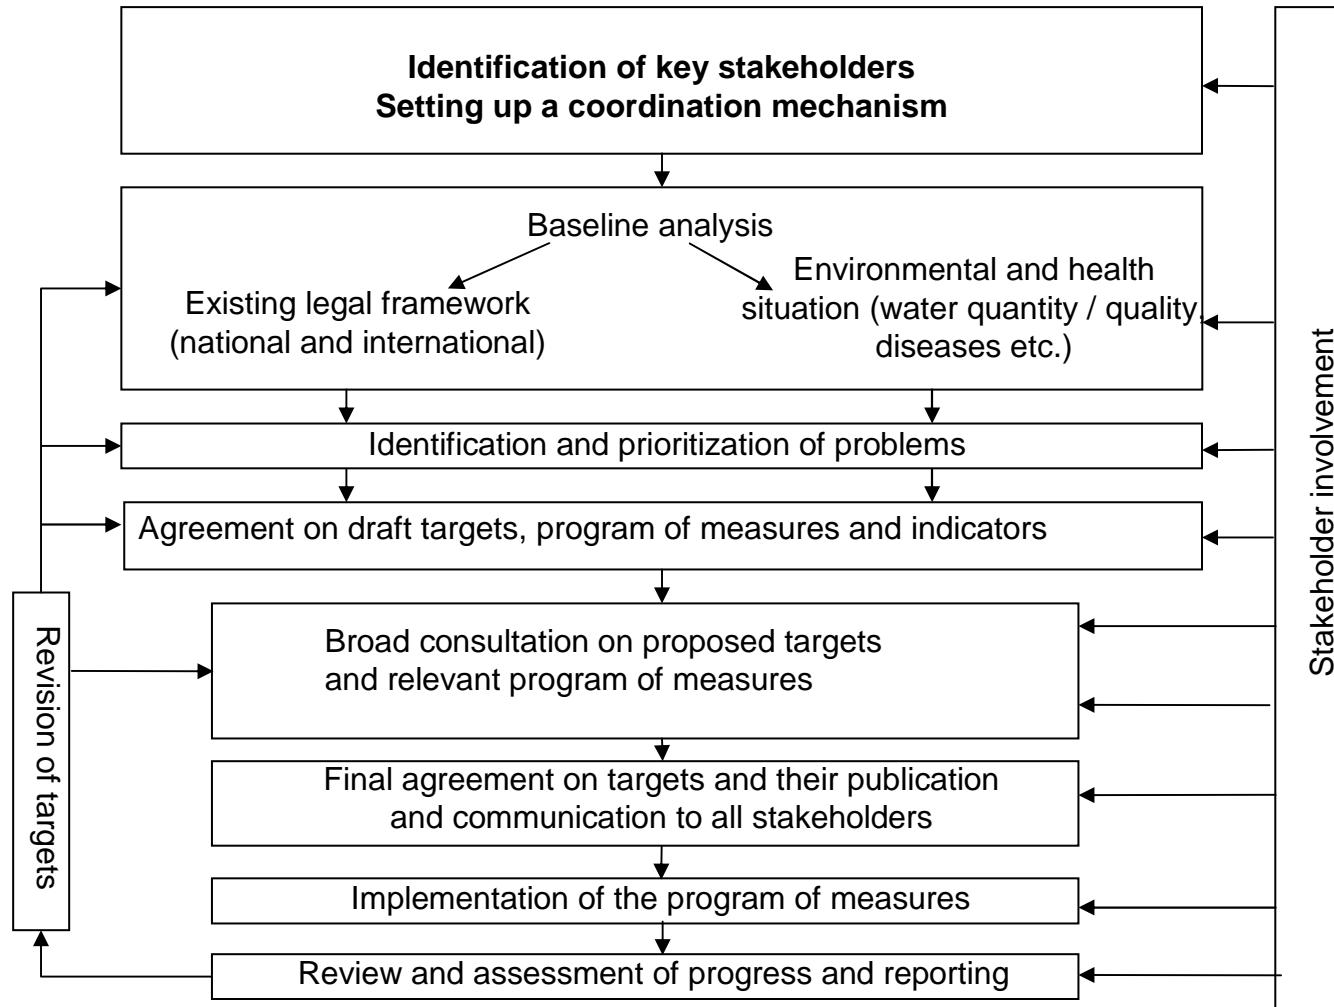 Identification of key stakeholders
Setting up a coordination mechanism
Baseline analysis
Existing legal framework
(national and international)
Environmental and health
situation (water quantity / quality,
diseases etc.)
Identification and prioritization of problems
Agreement on draft targets, program of measures and indicators
Broad consultation on proposed targets
and relevant program of measures
Final agreement on targets and their publication
and communication to all stakeholders
Implementation of the program of measures
Review and assessment of progress and reporting
Revision of targets
Stakeholder involvement